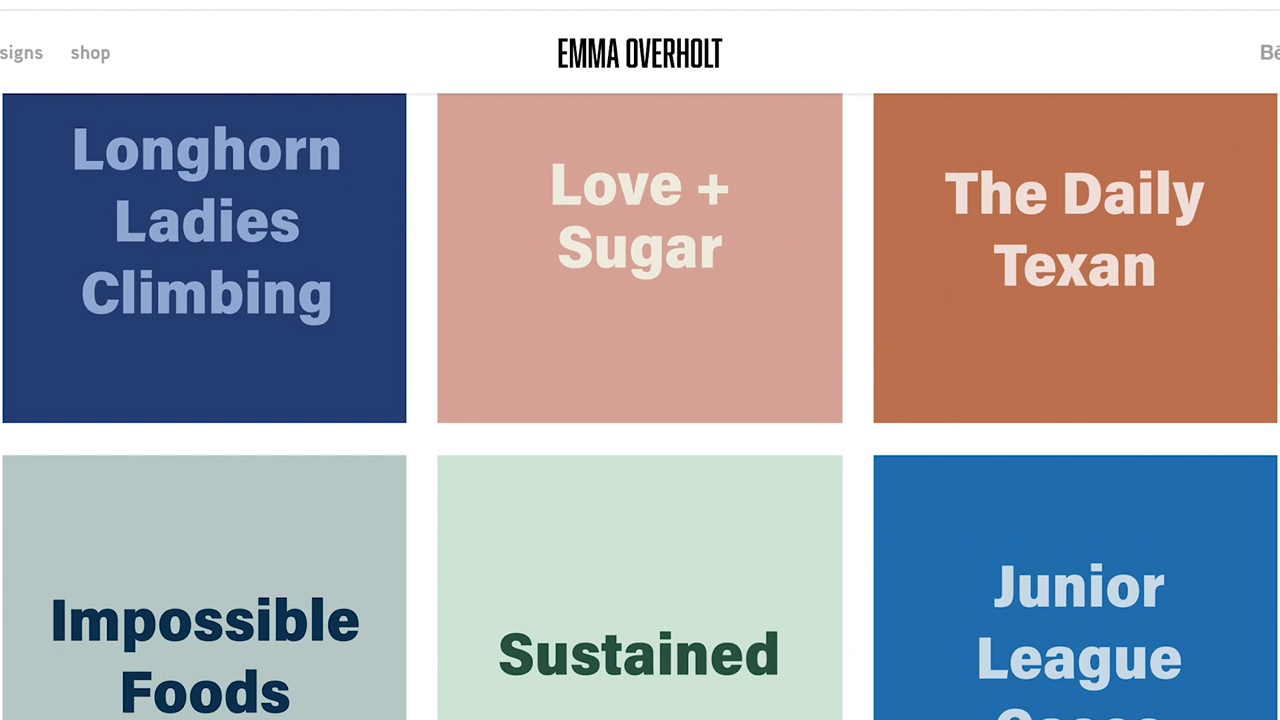 signs shop EMMA OVERHOLT
Longhorn
Ladies
Climbing
Love +
Sugar
The Daily
Texan
Impossible
Foods
Sustained
Junior
League